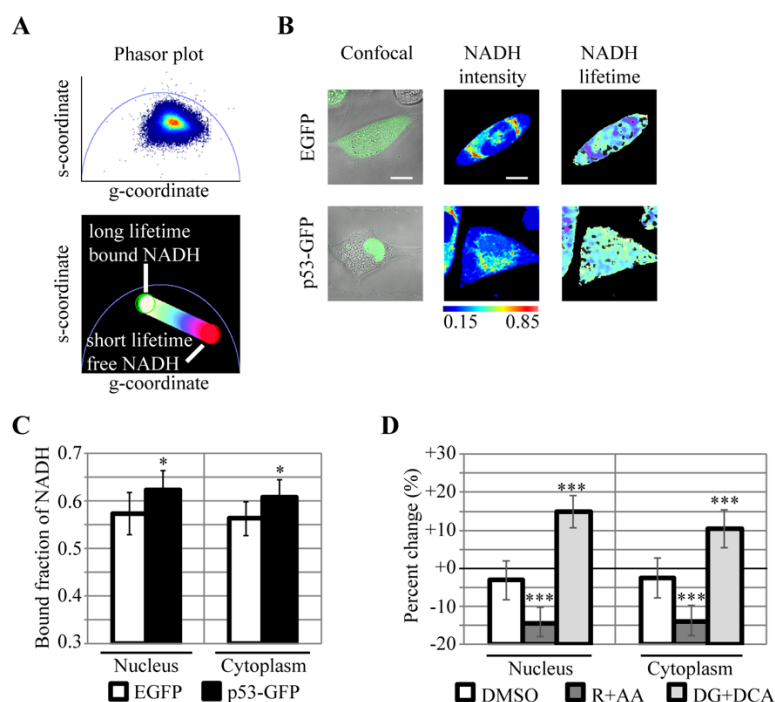 A
Phasor plot
s-coordinate
g-coordinate
long lifetime
bound NADH
short lifetime
free NADH
s-coordinate
g-coordinate
B
Confocal
NADH
intensity
NADH
lifetime
EGFP
p53-GFP
0.15 0.85
C
Bound fraction of NADH
0.7
0.6
0.5
0.6
0.3
* *
Nucleus Cytoplasm
EGFP p53-GFP
D
Percent change (%)
+30
+20
+10
+0
-10
-20
*** *** *** ***
Nucleus Cytoplasm
DMSO R+AA DG+DCA